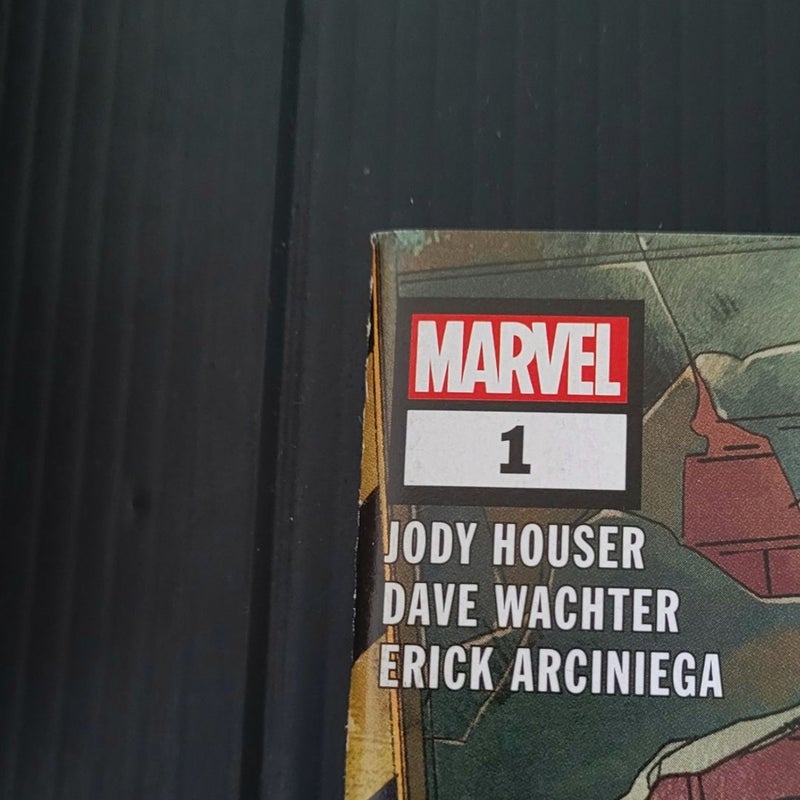 MARVEL
1
JODY HOUSER
DAVE WACHTER
ERICK ARCINIEGA